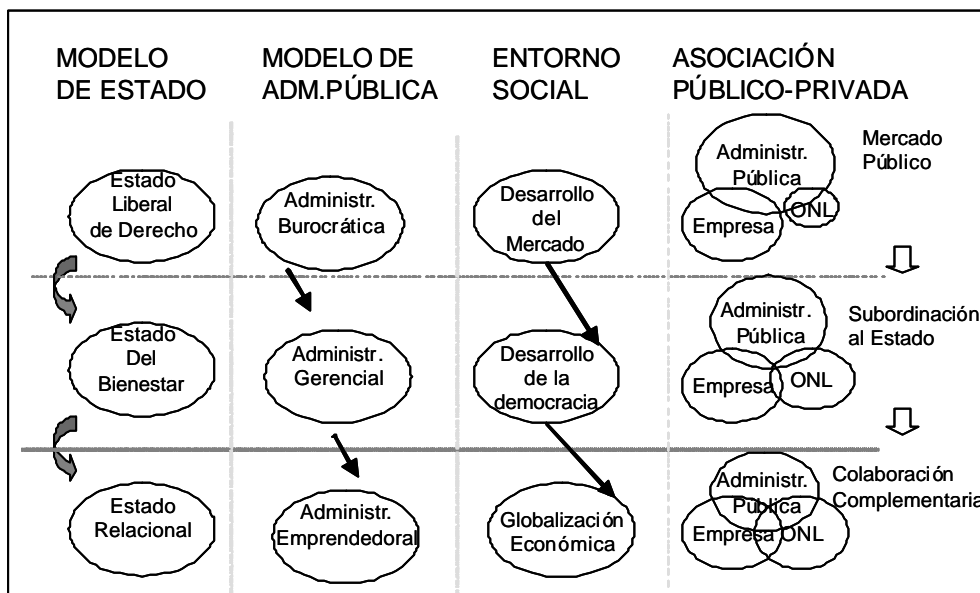 MODELO
DE ESTADO
MODELO DE
ADM.PÚBLICA
ENTORNO
SOCIAL
ASOCIACIÓN
PÚBLICO-PRIVADA
Estado
Liberal
de Derecho
Administr.
Burocrática
Desarrollo
del
Mercado
Administr.
Pública
Empresa
ONL
Mercado
Público
Estado
Del
Bienestar
Administr.
Gerencial
Desarrollo
de la
democracia
Administr.
Pública
Empresa
ONL
Subordinación
al Estado
Estado
Relacional
Administr.
Emprendedoral
Globalización
Económica
Administr.
Pública
Empresa
ONL
Colaboración
Complementaria